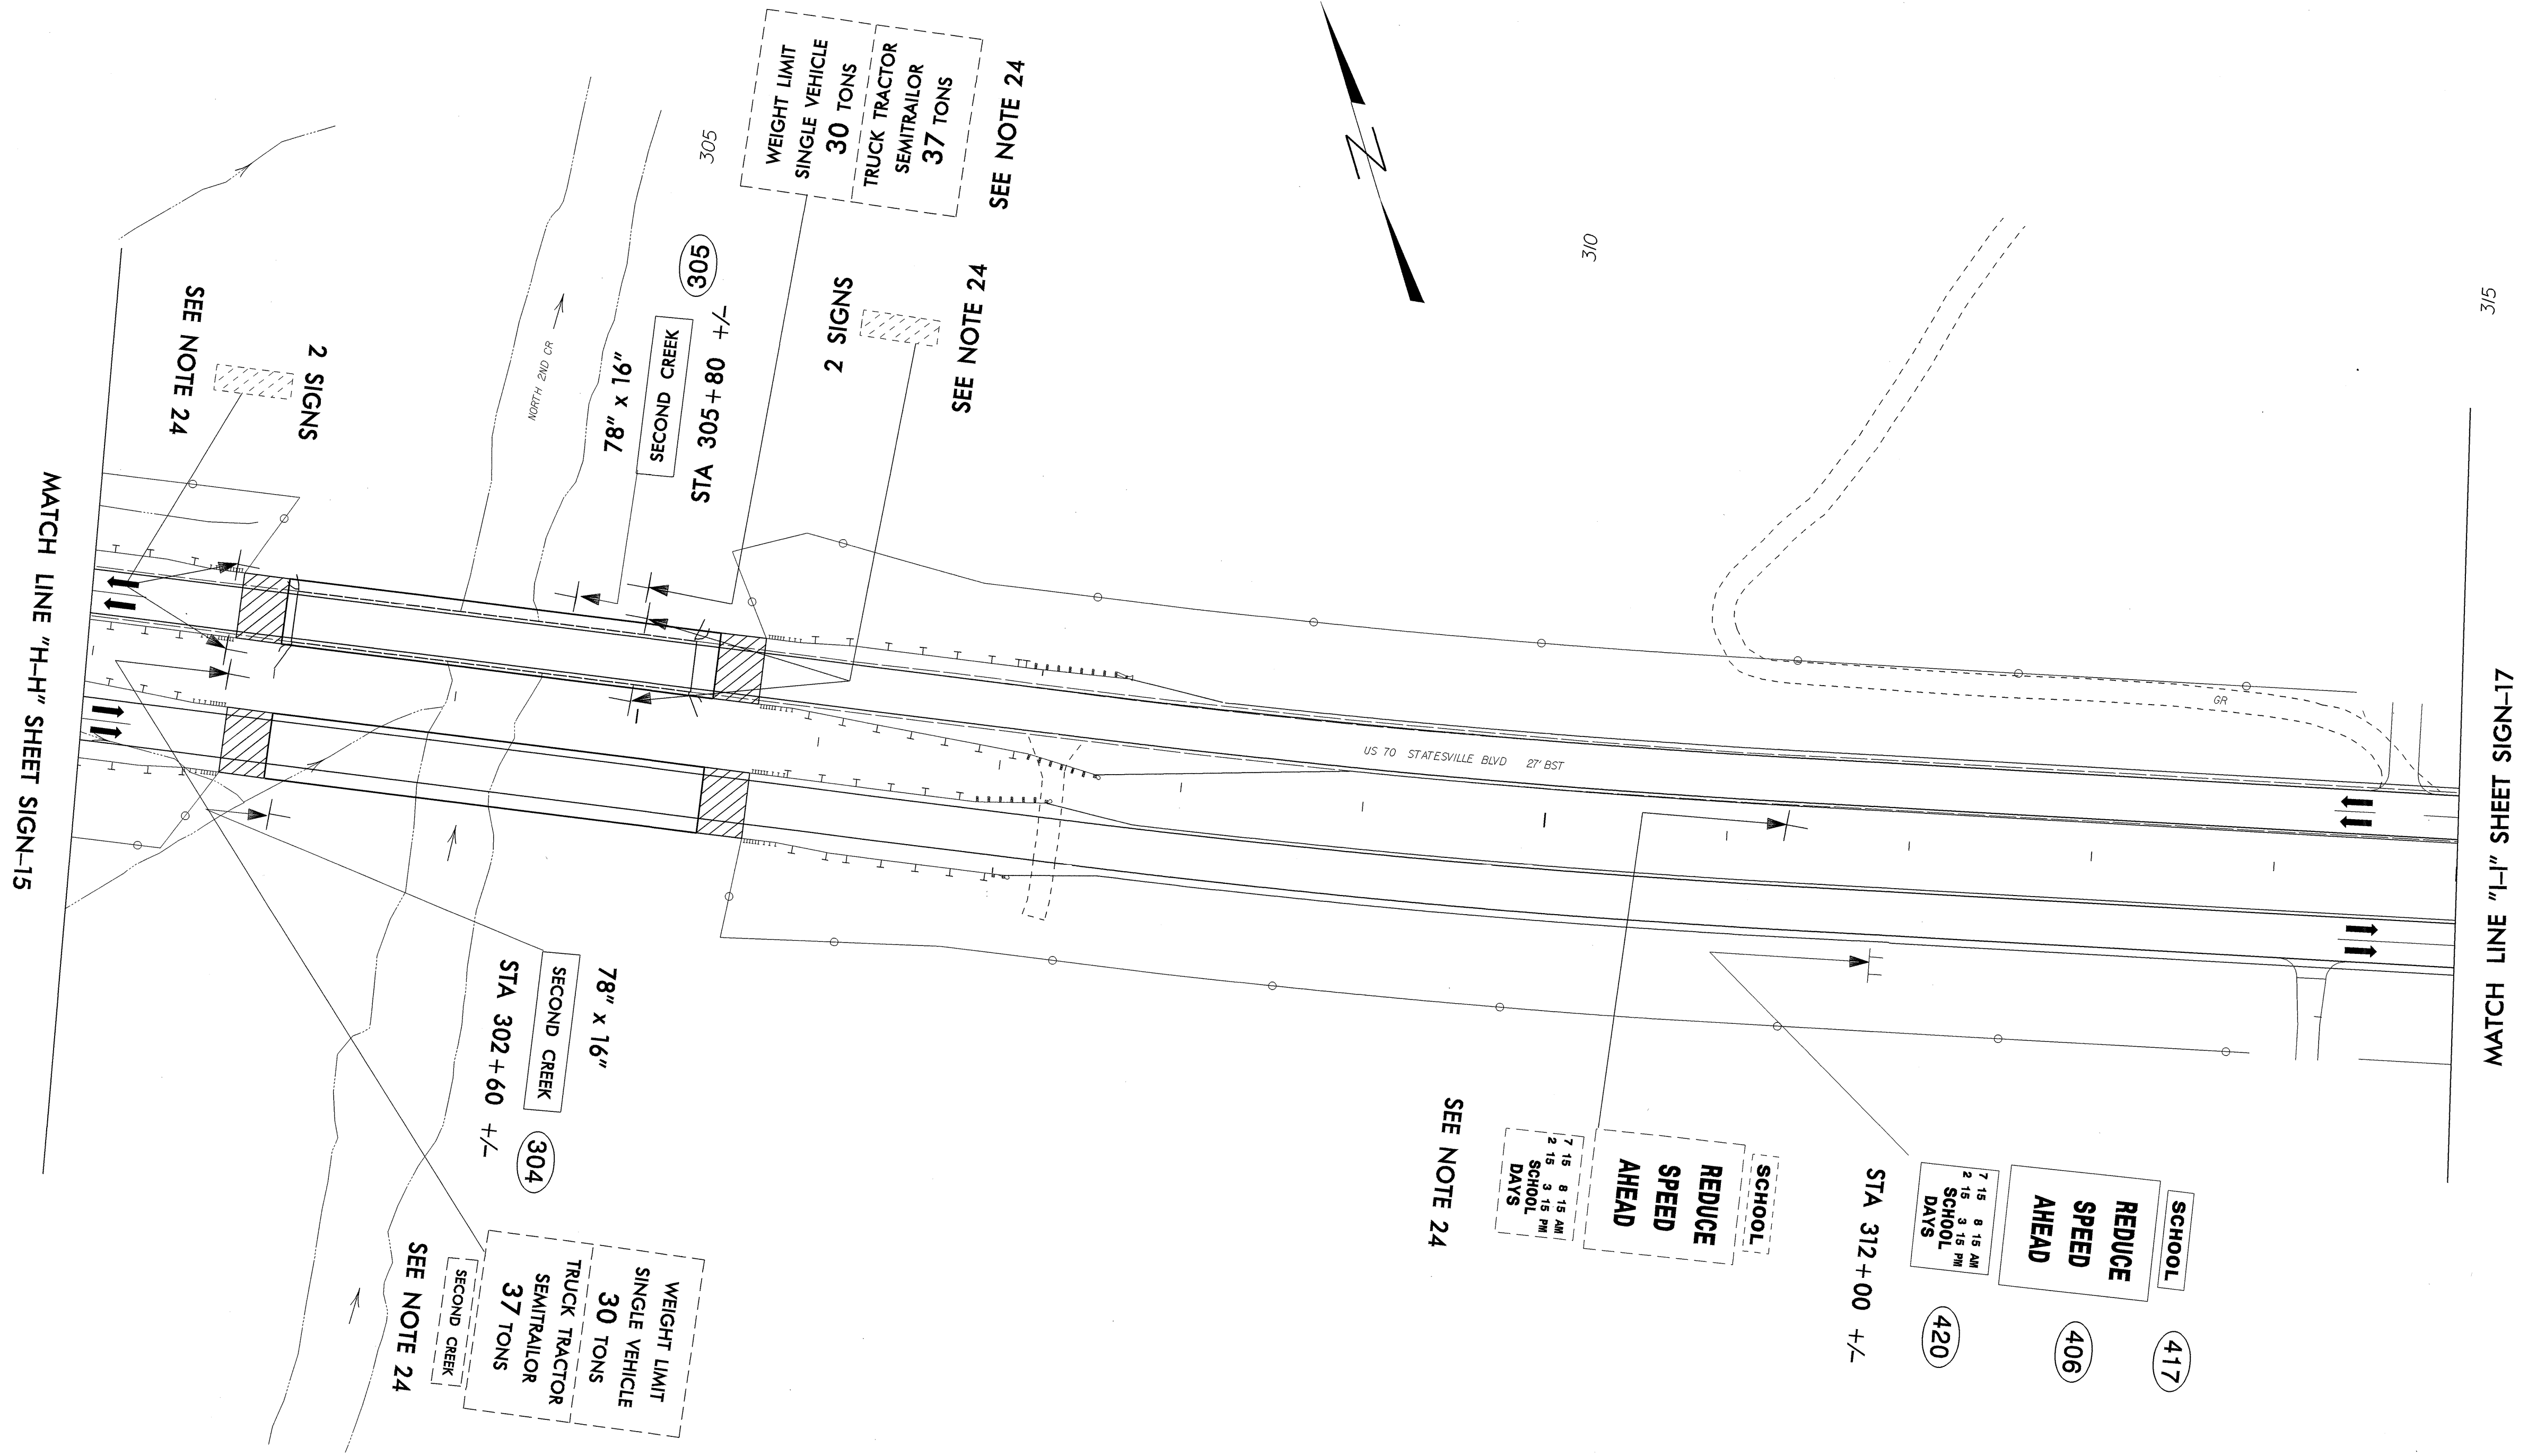 WEIGHT LIMIT
SINGLE VEHICLE
30 TONS
TRUCK TRACTOR
SEMITRAILOR
37 TONS
SEE NOTE 24
305
310
315
305
78" x 16"
SECOND CREEK
STA 305+80 +/-
2 SIGNS
SEE NOTE 24
NORTH 2ND CR
2 SIGNS
SEE NOTE 24
MATCH LINE "H-H" SHEET SIGN-15
US 70 STATESVILLE BLVD 27' BST
GR
MATCH LINE "I-I" SHEET SIGN-17
78" x 16"
SECOND CREEK
STA 302+60 +/-
304
WEIGHT LIMIT
SINGLE VEHICLE
30 TONS
TRUCK TRACTOR
SEMITRAILOR
37 TONS
SECOND CREEK
SEE NOTE 24
SCHOOL
REDUCE
SPEED
AHEAD
7 15 8 15 AM
2 15 3 15 PM
SCHOOL
DAYS
SEE NOTE 24
SCHOOL
REDUCE
SPEED
AHEAD
7 15 8 15 AM
2 15 3 15 PM
SCHOOL
DAYS
STA 312+00 +/-
417
406
420